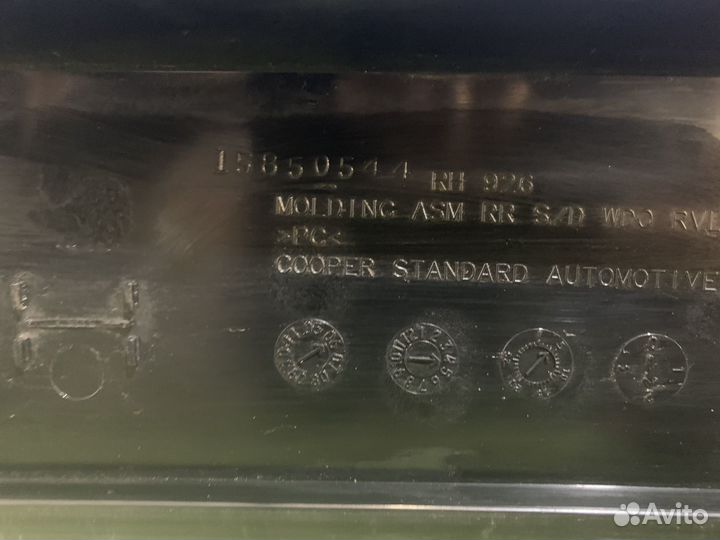 15850544 RH 926
MOLDING ASM RR S/D WDO RVL
>PC<
COOPER STANDARD AUTOMOTIVE
Avito